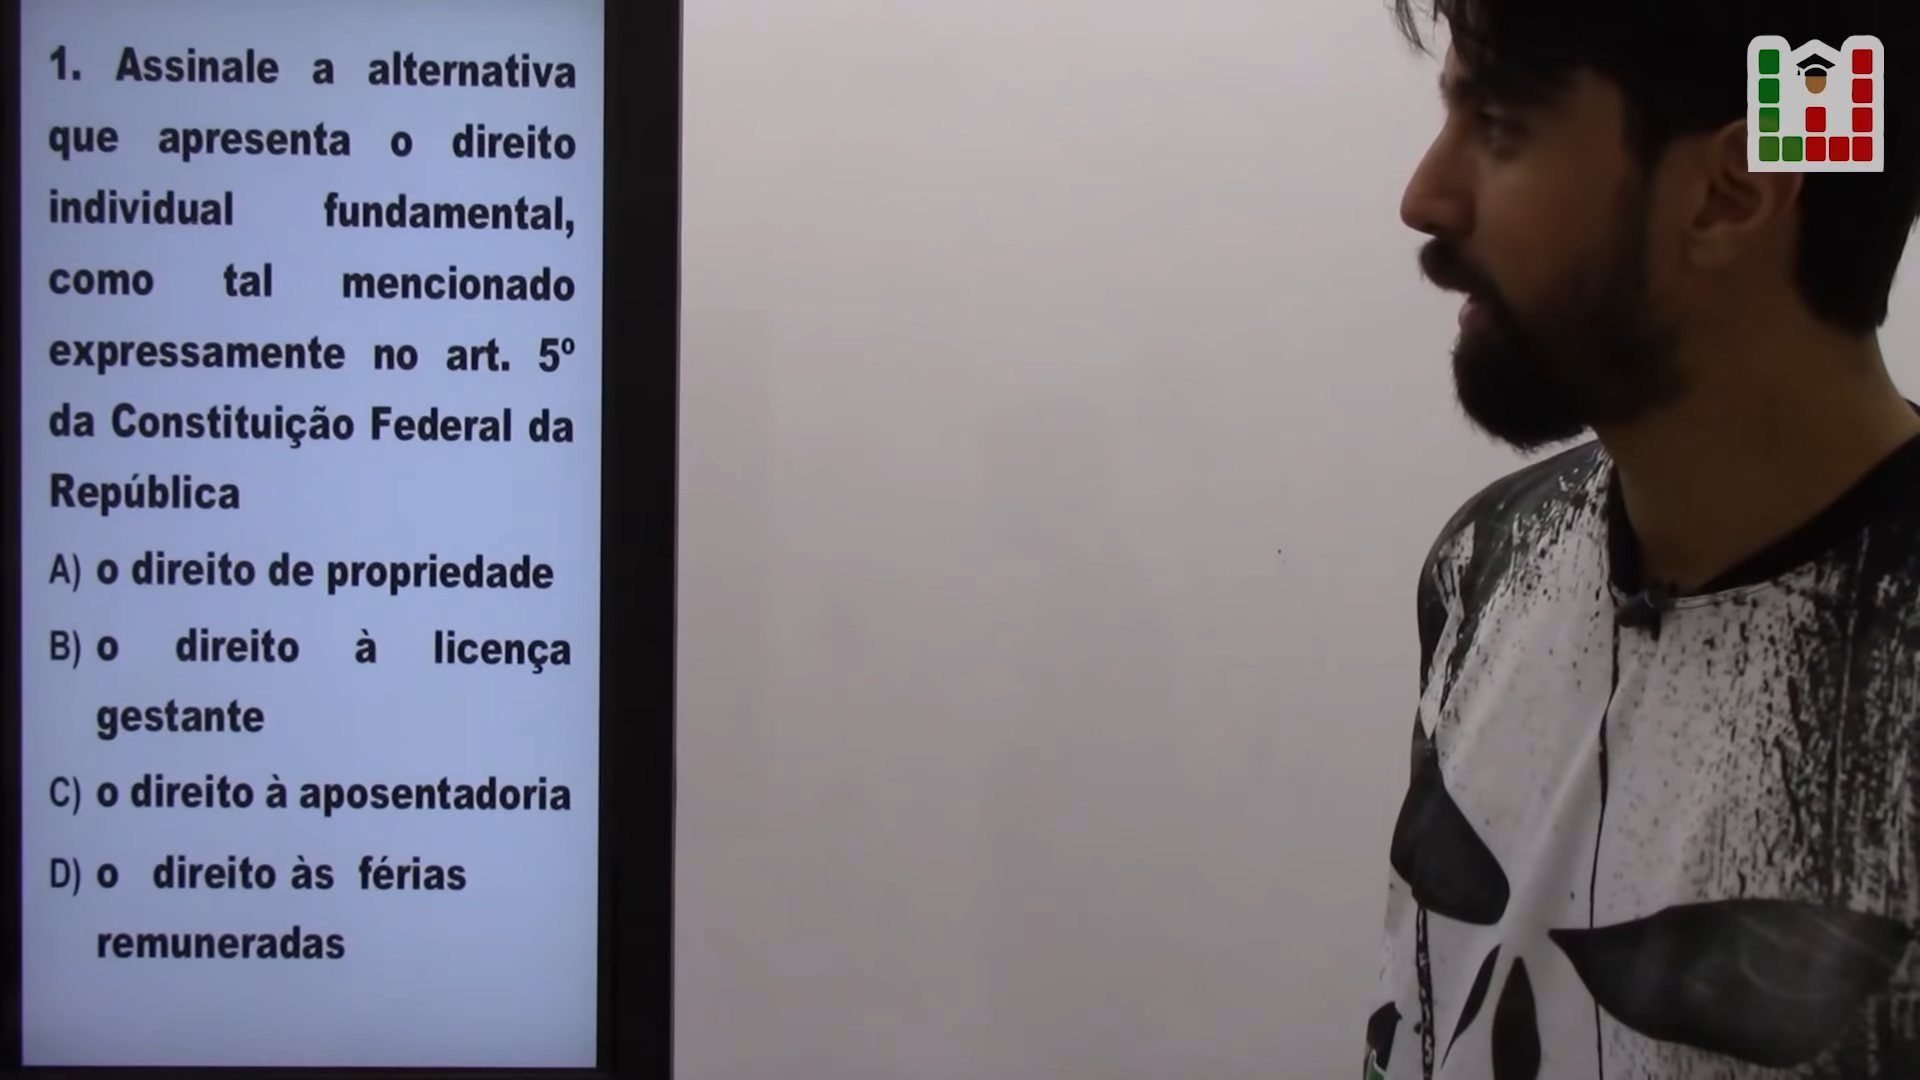 1. Assinale a alternativa
que apresenta o direito
individual fundamental,
como tal mencionado
expressamente no art. 5º
da Constituição Federal da
República
A) o direito de propriedade
B) o direito à licença
gestante
C) o direito à aposentadoria
D) o direito às férias
remuneradas